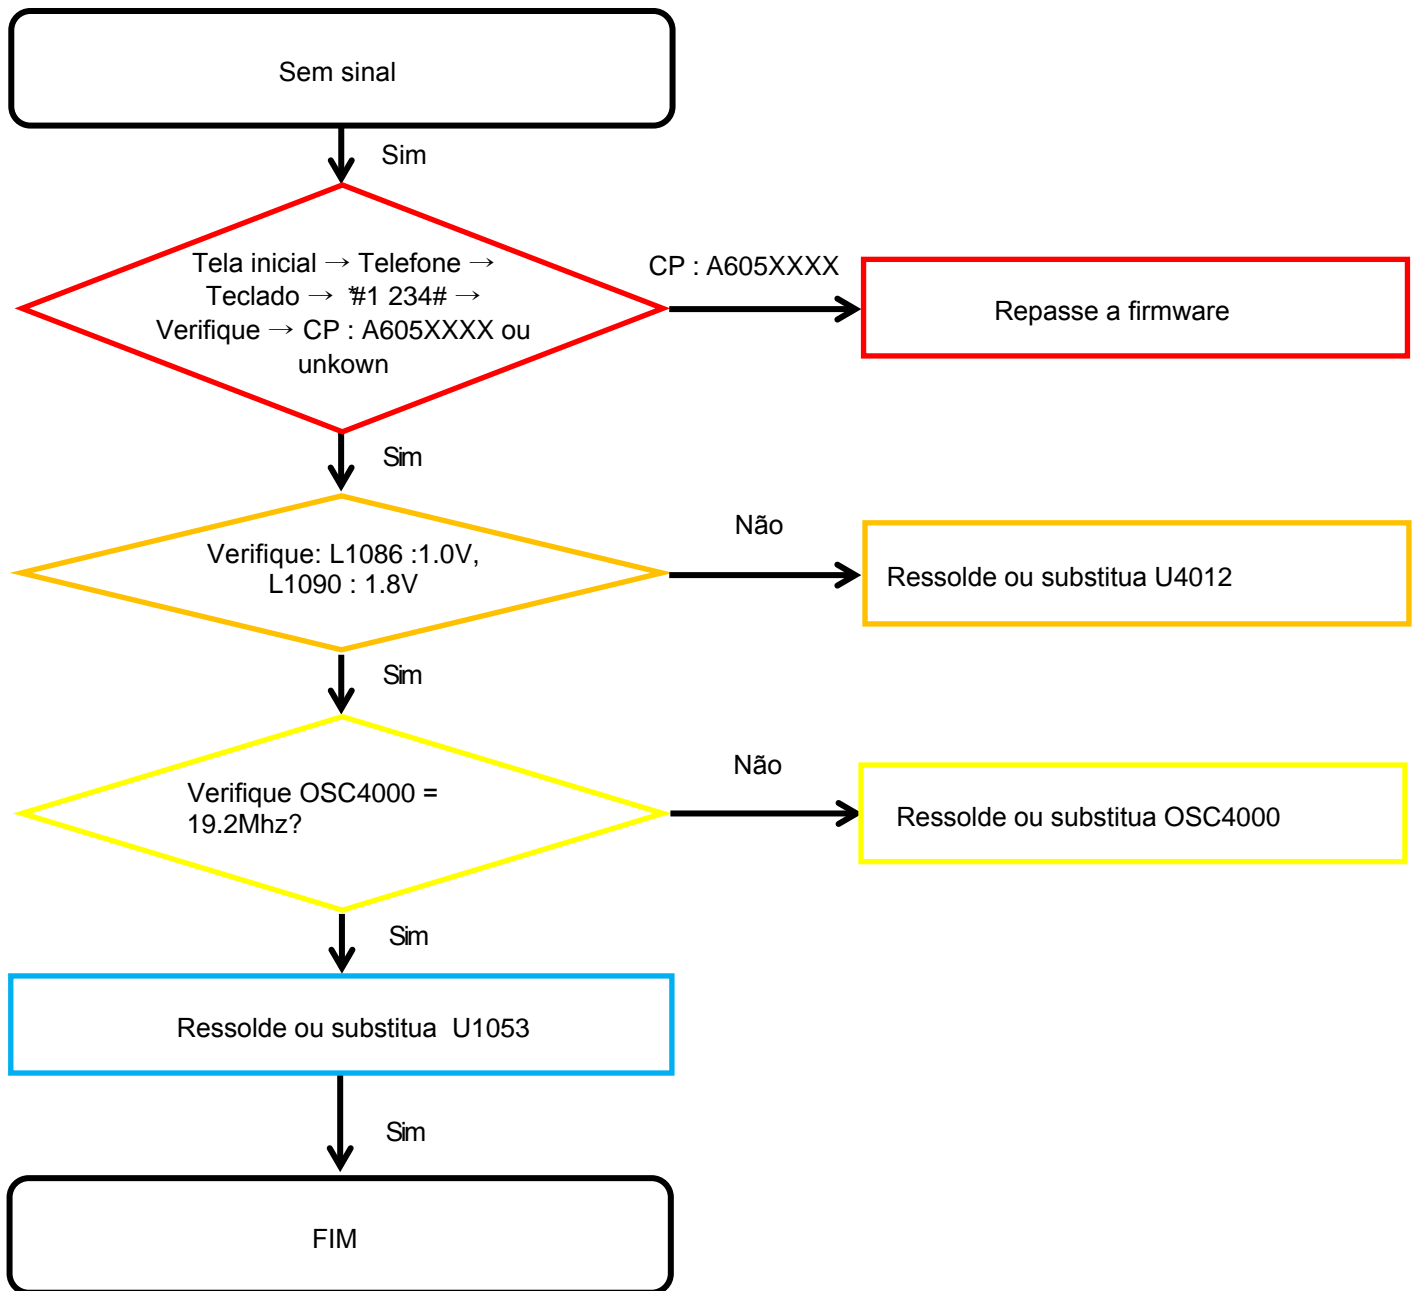 Sem sinal
Sim
Tela inicial → Telefone →
Teclado → *#1 234# →
Verifique → CP : A605XXXX ou
unkown
CP : A605XXXX
Repasse a firmware
Sim
Verifique: L1086 :1.0V,
L1090 : 1.8V
Não
Ressolde ou substitua U4012
Sim
Verifique OSC4000 =
19.2Mhz?
Não
Ressolde ou substitua OSC4000
Sim
Ressolde ou substitua U1053
Sim
FIM